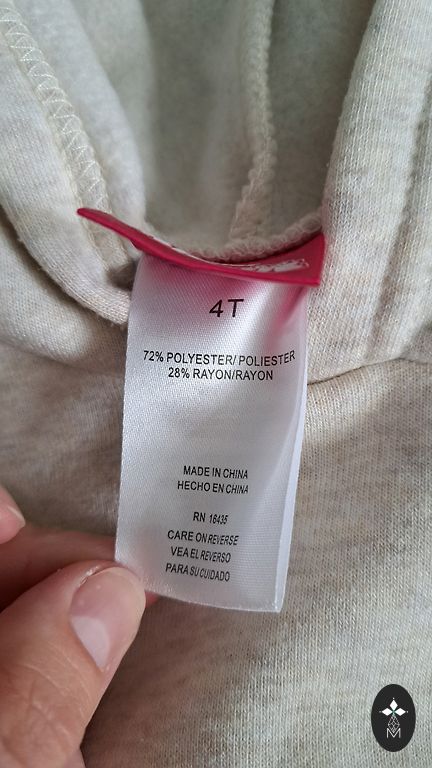 4T
72% POLYESTER/POLIESTER
28% RAYON/RAYON
MADE IN CHINA
HECHO EN CHINA
RN 16435
CARE ON REVERSE
VEA EL REVERSO
PARA SU CUIDADO
M